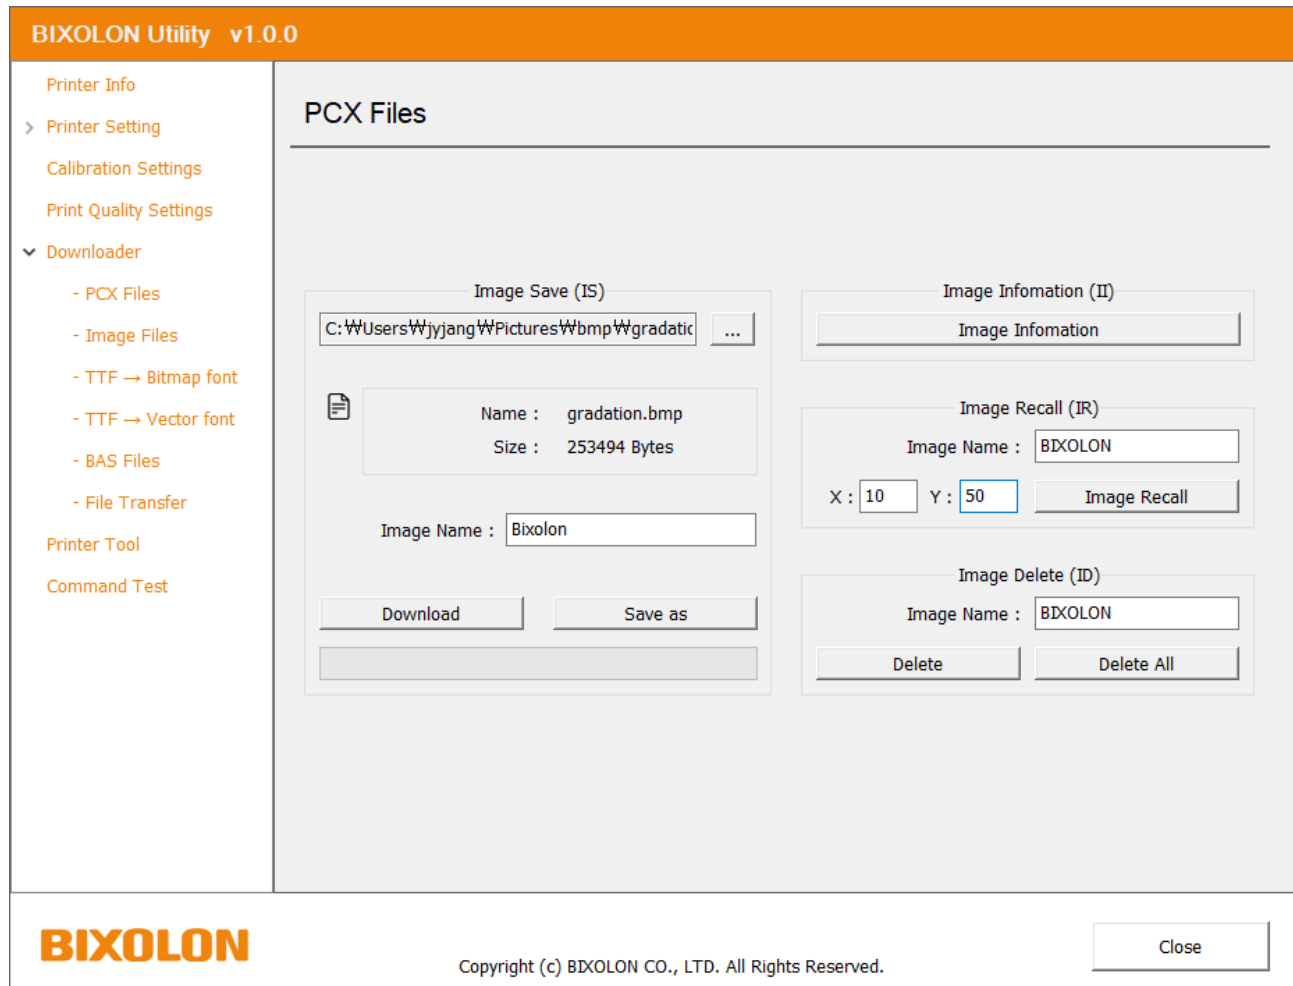 BIXOLON Utility v1.0.0
Printer Info
Printer Setting
Calibration Settings
Print Quality Settings
Downloader
- PCX Files
- Image Files
- TTF → Bitmap font
- TTF → Vector font
- BAS Files
- File Transfer
Printer Tool
Command Test
PCX Files
Image Save (IS)
C:₩Users₩jyjang₩Pictures₩bmp₩gradatic
...
Name : gradation.bmp
Size : 253494 Bytes
Image Name : Bixolon
Download Save as
Image Infomation (II)
Image Infomation
Image Recall (IR)
Image Name : BIXOLON
X : 10 Y : 50 Image Recall
Image Delete (ID)
Image Name : BIXOLON
Delete Delete All
BIXOLON
Copyright (c) BIXOLON CO., LTD. All Rights Reserved.
Close